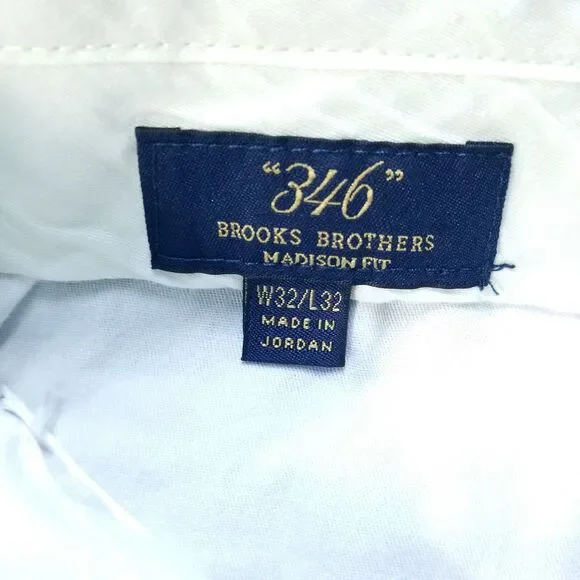 “346”
BROOKS BROTHERS
MADISON FIT
W32/L32
MADE IN
JORDAN